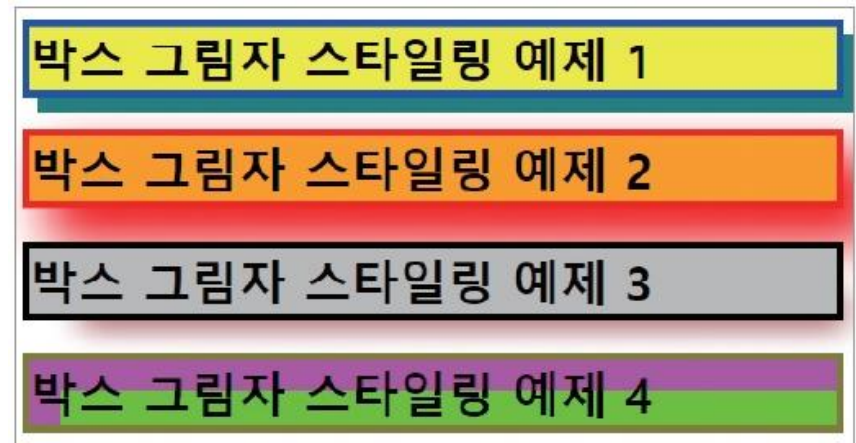 박스 그림자 스타일링 예제 1
박스 그림자 스타일링 예제 2
박스 그림자 스타일링 예제 3
박스 그림자 스타일링 예제 4